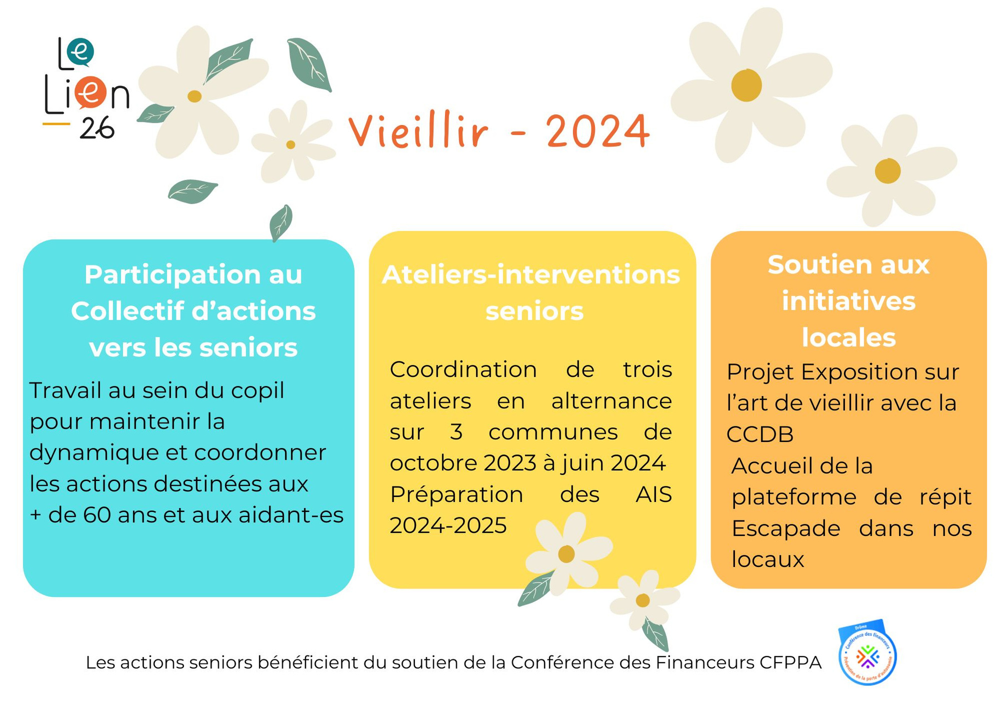 Le
Lien
26
Vieillir - 2024
Participation au
Collectif d’actions
vers les seniors
Travail au sein du copil
pour maintenir la
dynamique et coordonner
les actions destinées aux
+ de 60 ans et aux aidant-es
Ateliers-interventions
seniors
Coordination de trois
ateliers en alternance
sur 3 communes de
octobre 2023 à juin 2024
Préparation des AIS
2024-2025
Soutien aux
initiatives
locales
Projet Exposition sur
l’art de vieillir avec la
CCDB
Accueil de la
plateforme de répit
Escapade dans nos
locaux
Les actions seniors bénéficient du soutien de la Conférence des Financeurs CFPPA
Drôme
Conférence des financeurs
Prévention de la perte d'autonomie